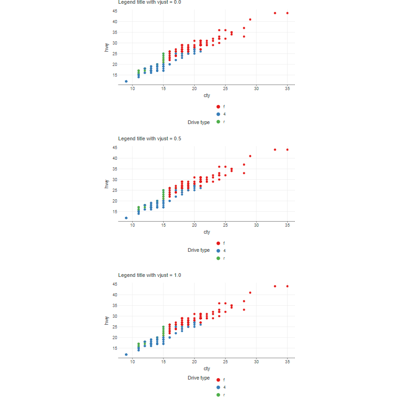 Legend title with vjust = 0.0
45
40
35
30
25
20
15
hwy
10 15 20 25 30 35
cty
f
4
Drive type r
Legend title with vjust = 0.5
45
40
35
30
25
20
15
hwy
10 15 20 25 30 35
cty
f
Drive type 4
r
Legend title with vjust = 1.0
45
40
35
30
25
20
15
hwy
10 15 20 25 30 35
cty
Drive type f
4
r